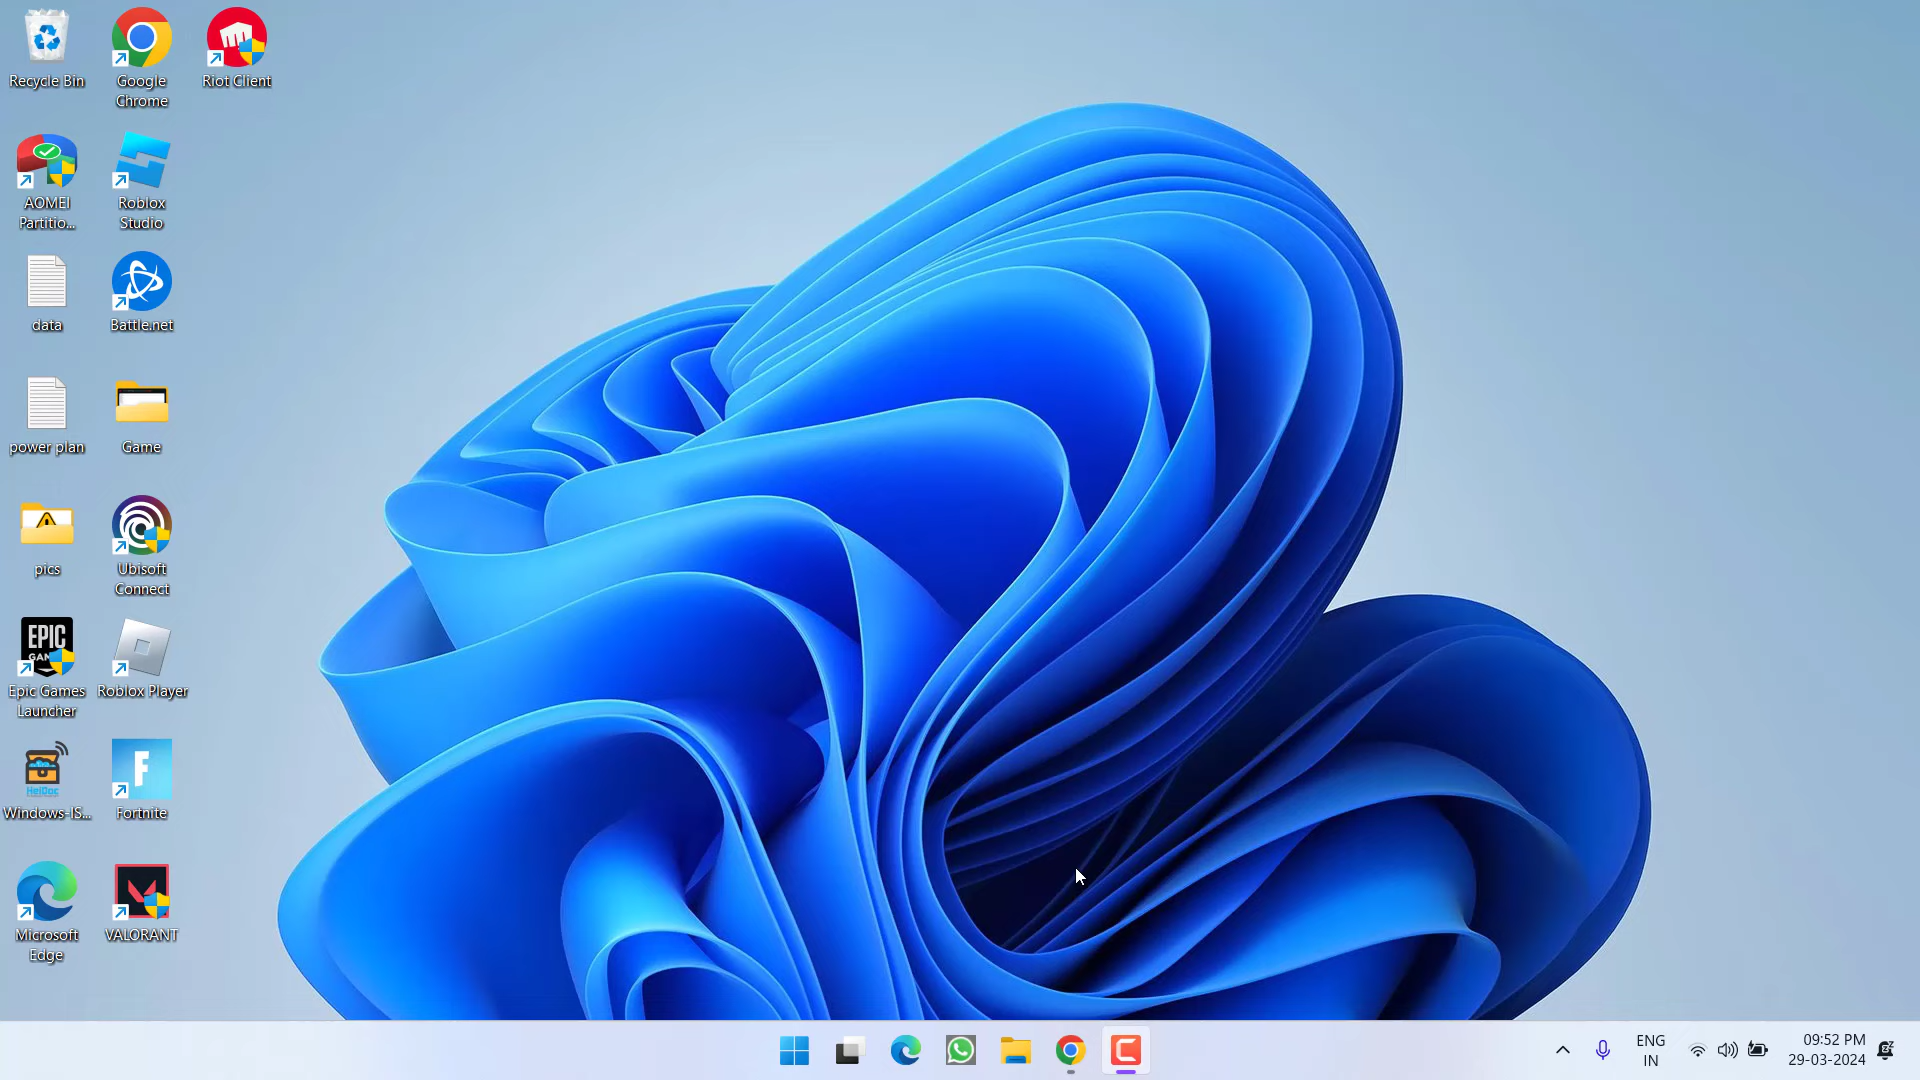 Recycle Bin
Google
Chrome
Riot Client
AOMEI
Partitio...
Roblox
Studio
data
Battle.net
power plan
Game
pics
Ubisoft
Connect
EPIC
Epic Games
Launcher
Roblox Player
HeiDoc
Windows-IS...
F
Fortnite
Microsoft
Edge
VALORANT
ENG
IN
09:52 PM
29-03-2024